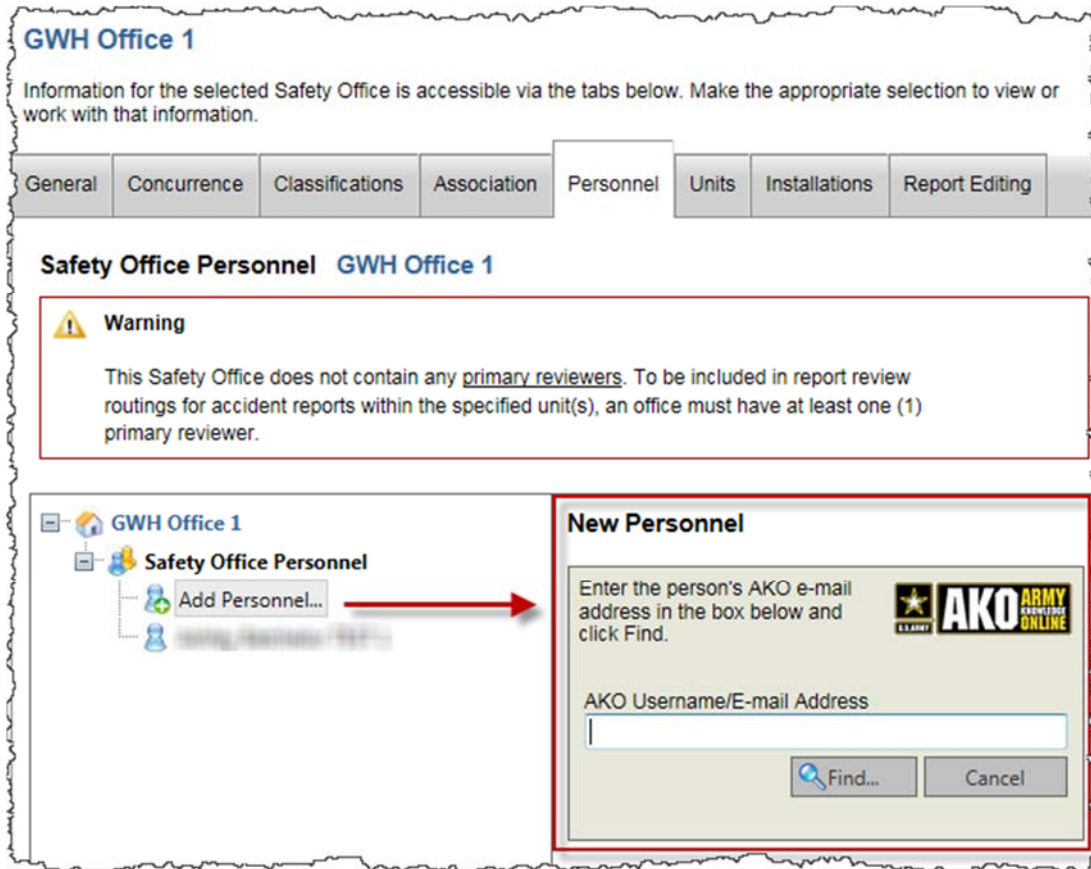 GWH Office 1
Information for the selected Safety Office is accessible via the tabs below. Make the appropriate selection to view or
work with that information.
General Concurrence Classifications Association Personnel Units Installations Report Editing
Safety Office Personnel GWH Office 1
Warning
This Safety Office does not contain any primary reviewers. To be included in report review
routings for accident reports within the specified unit(s), an office must have at least one (1)
primary reviewer.
GWH Office 1
Safety Office Personnel
Add Personnel...
New Personnel
Enter the person's AKO e-mail
address in the box below and
click Find.
U.S.ARMY AKO ARMY KNOWLEDGE ONLINE
AKO Username/E-mail Address
Find... Cancel